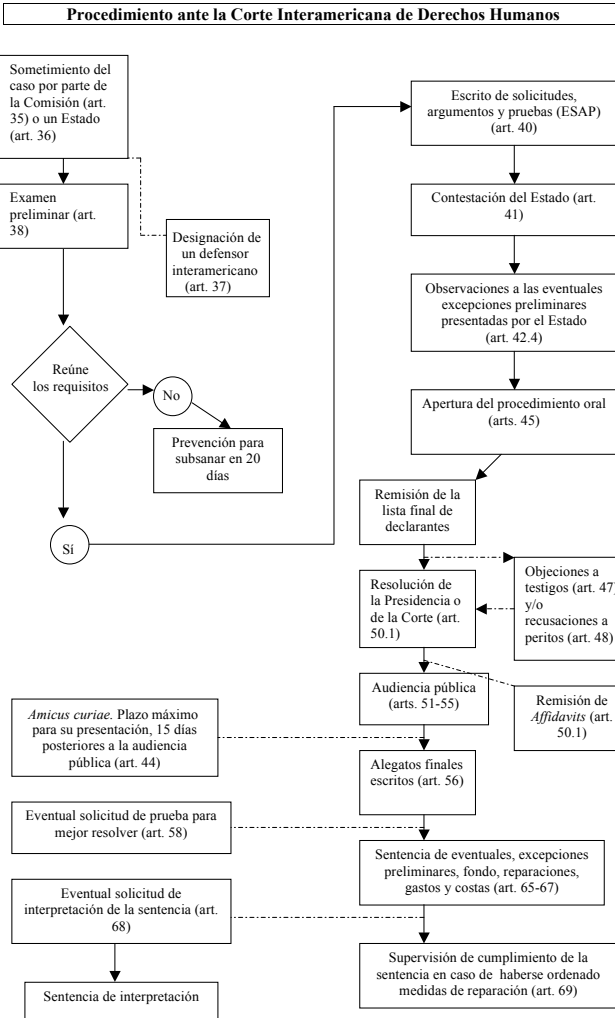 Procedimiento ante la Corte Interamericana de Derechos Humanos
Sometimiento del
caso por parte de
la Comisión (art.
35) o un Estado
(art. 36)
Examen
preliminar (art.
38)
Designación de
un defensor
interamericano
(art. 37)
Reúne
los requisitos
No
Prevención para
subsanar en 20
días
Sí
Escrito de solicitudes,
argumentos y pruebas (ESAP)
(art. 40)
Contestación del Estado (art.
41)
Observaciones a las eventuales
excepciones preliminares
presentadas por el Estado
(art. 42.4)
Apertura del procedimiento oral
(arts. 45)
Remisión de la
lista final de
declarantes
Objeciones a
testigos (art. 47)
y/o
recusaciones a
peritos (art. 48)
Resolución de
la Presidencia o
de la Corte (art.
50.1)
Remisión de
Affidavits (art.
50.1)
Audiencia pública
(arts. 51-55)
Amicus curiae. Plazo máximo
para su presentación, 15 días
posteriores a la audiencia
pública (art. 44)
Alegatos finales
escritos (art. 56)
Eventual solicitud de prueba para
mejor resolver (art. 58)
Sentencia de eventuales, excepciones
preliminares, fondo, reparaciones,
gastos y costas (art. 65-67)
Eventual solicitud de
interpretación de la sentencia (art.
68)
Supervisión de cumplimiento de la
sentencia en caso de haberse ordenado
medidas de reparación (art. 69)
Sentencia de interpretación